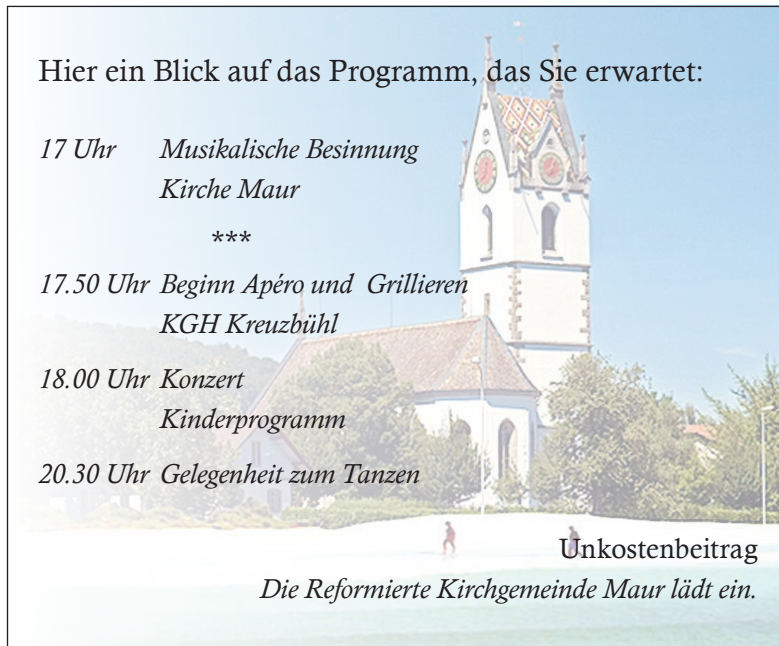 Hier ein Blick auf das Programm, das Sie erwartet:
17 Uhr Musikalische Besinnung
Kirche Maur
***
17.50 Uhr Beginn Apéro und Grillieren
KGH Kreuzbühl
18.00 Uhr Konzert
Kinderprogramm
20.30 Uhr Gelegenheit zum Tanzen
Unkostenbeitrag
Die Reformierte Kirchgemeinde Maur lädt ein.